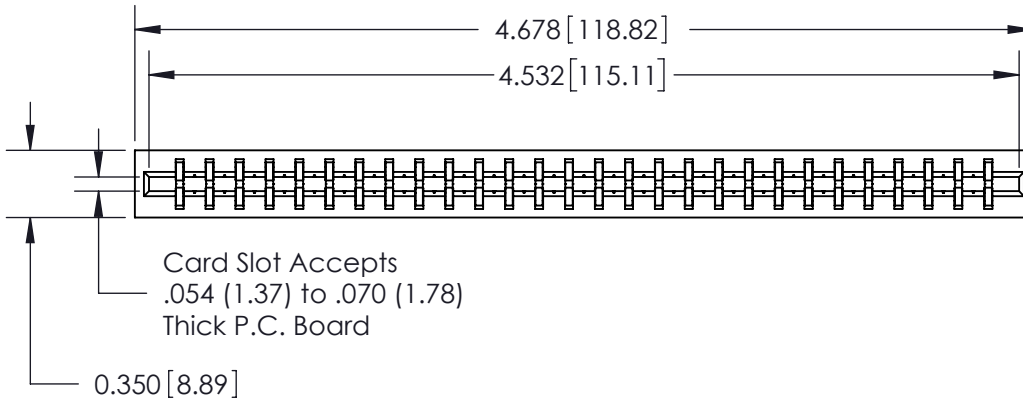 4.678 [118.82]
4.532 [115.11]
Card Slot Accepts
.054 (1.37) to .070 (1.78)
Thick P.C. Board
0.350 [8.89]